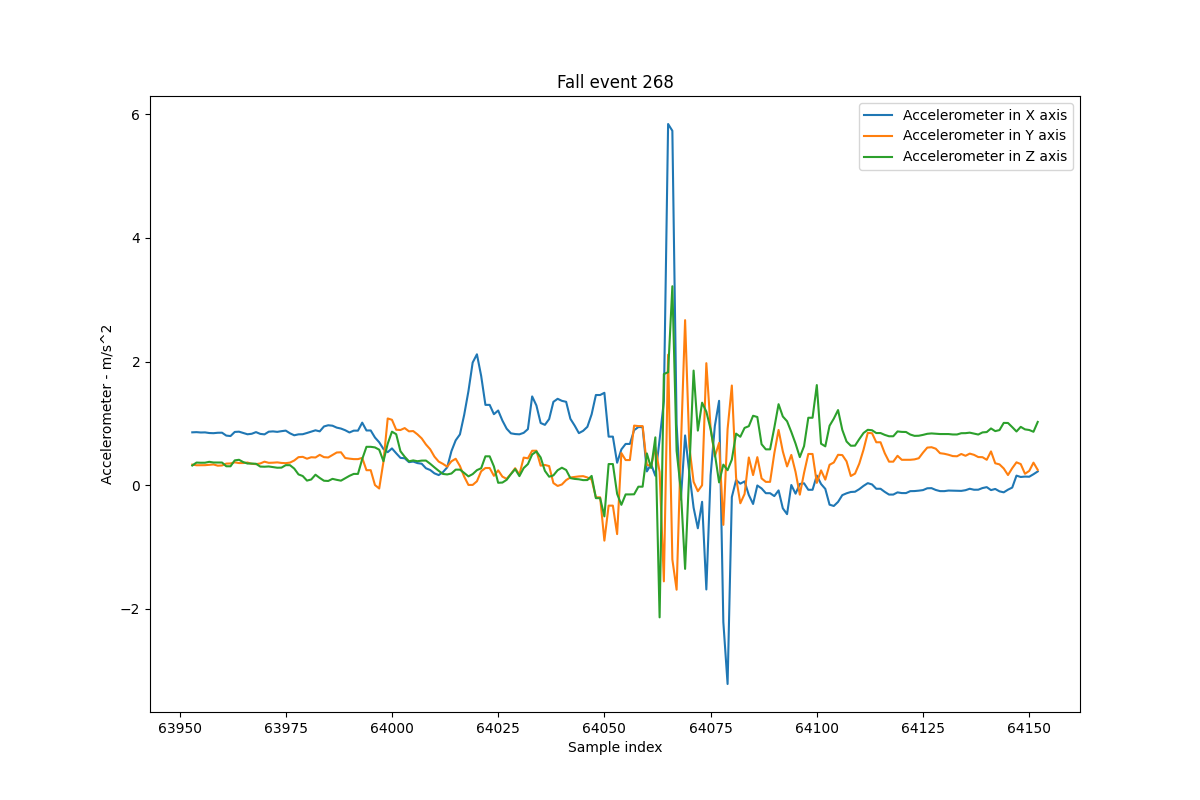 Fall event 268
Accelerometer in X axis
Accelerometer in Y axis
Accelerometer in Z axis
6
4
2
0
−2
Accelerometer - m/s^2
63950 63975 64000 64025 64050 64075 64100 64125 64150
Sample index